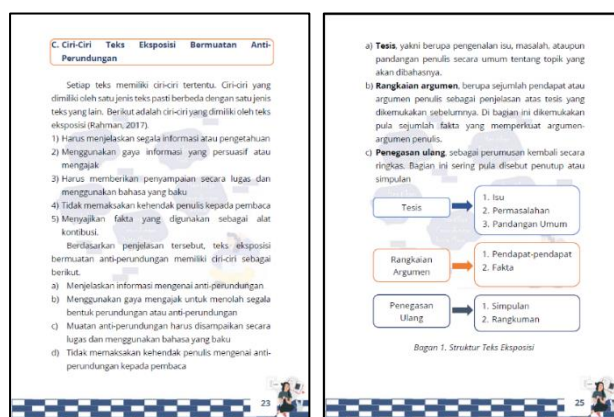 C. Ciri-Ciri Teks Eksposisi Bermuatan Anti-
Perundungan
Setiap teks memiliki ciri-ciri tertentu. Ciri-ciri yang
dimiliki oleh satu jenis teks pasti berbeda dengan satu jenis
teks yang lain. Berikut adalah ciri-ciri yang dimiliki oleh teks
eksposisi (Rahman, 2017).
1) Harus menjelaskan segala informasi atau pengetahuan
2) Menggunakan gaya informasi yang persuasif atau
mengajak
3) Harus memberikan penyampaian secara lugas dan
menggunakan bahasa yang baku
4) Tidak memaksakan kehendak penulis kepada pembaca
5) Menyajikan fakta yang digunakan sebagai alat
kontibusi.
Berdasarkan penjelasan tersebut, teks eksposisi
bermuatan anti-perundungan memiliki ciri-ciri sebagai
berikut.
a) Menjelaskan informasi mengenai anti-perundungan
b) Menggunakan gaya mengajak untuk menolah segala
bentuk perundungan atau anti-perundungan
c) Muatan anti-perundungan harus disampaikan secara
lugas dan menggunakan bahasa yang baku
d) Tidak memaksakan kehendak penulis mengenai anti-
perundungan kepada pembaca
23
a) Tesis, yakni berupa pengenalan isu, masalah, ataupun
pandangan penulis secara umum tentang topik yang
akan dibahasnya.
b) Rangkaian argumen, berupa sejumlah pendapat atau
argumen penulis sebagai penjelasan atas tesis yang
dikemukakan sebelumnya. Di bagian ini dikemukakan
pula sejumlah fakta yang memperkuat argumen-
argumen penulis.
c) Penegasan ulang, sebagai perumusan kembali secara
ringkas. Bagian ini sering pula disebut penutup atau
simpulan
Tesis
1. Isu
2. Permasalahan
3. Pandangan Umum
Rangkaian
Argumen
1. Pendapat-pendapat
2. Fakta
Penegasan
Ulang
1. Simpulan
2. Rangkuman
Bagan 1. Struktur Teks Eksposisi
25